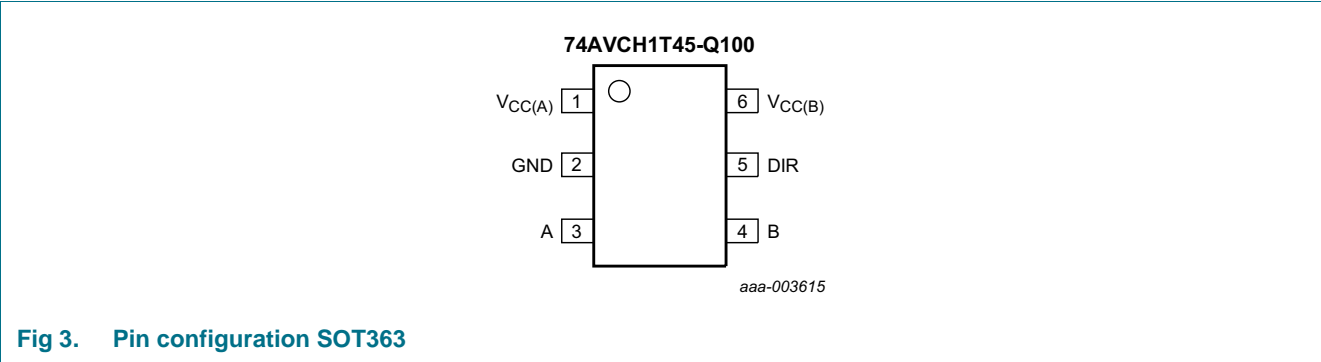 74AVCH1T45-Q100
VCC(A) 1 6 VCC(B)
GND 2 5 DIR
A 3 4 B
aaa-003615
Fig 3. Pin configuration SOT363